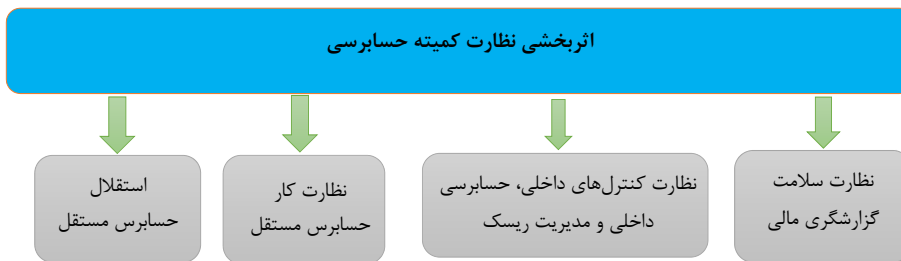 اثربخشی نظارت کمیته حسابرسی
نظارت سلامت
گزارشگری مالی
نظارت کنترل‌های داخلی، حسابرسی
داخلی و مدیریت ریسک
نظارت کار
حسابرس مستقل
استقلال
حسابرس مستقل